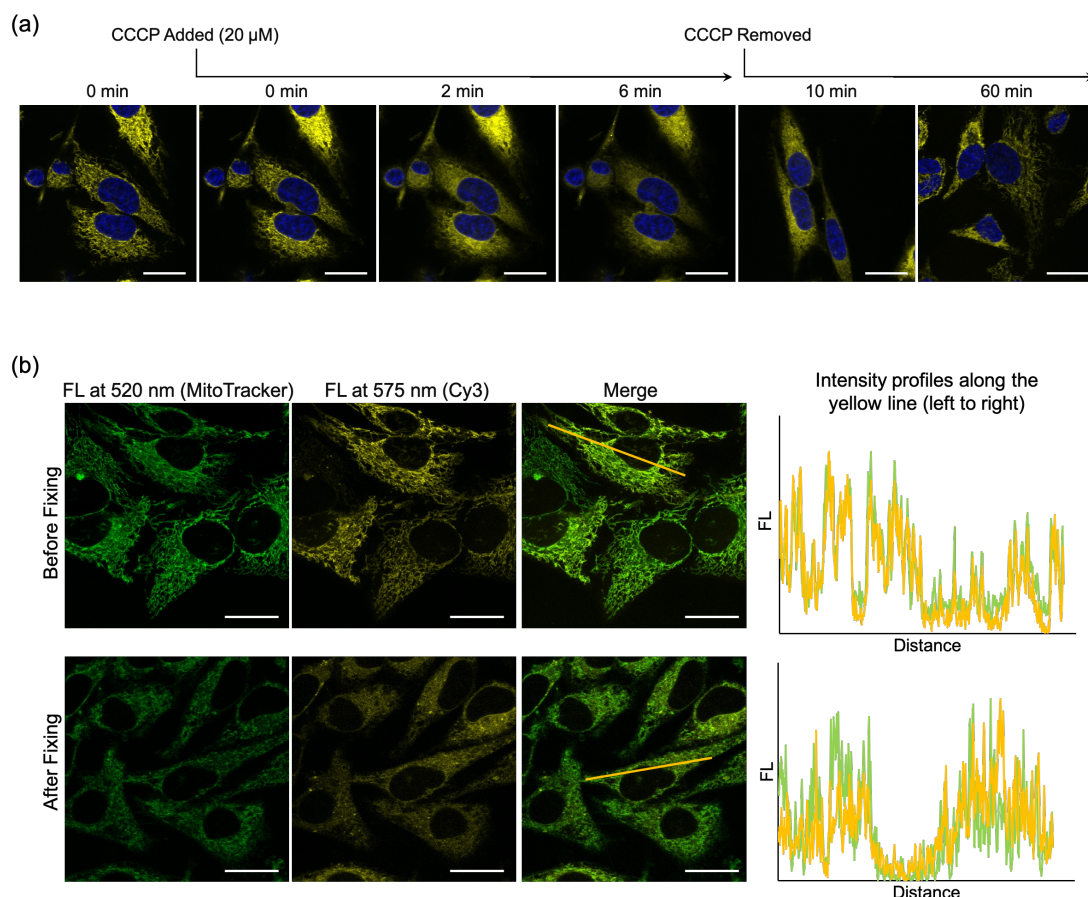 (a)
CCCP Added (20 µM)
CCCP Removed
0 min
0 min
2 min
6 min
10 min
60 min
(b)
FL at 520 nm (MitoTracker)
FL at 575 nm (Cy3)
Merge
Intensity profiles along the
yellow line (left to right)
Before Fixing
FL
Distance
After Fixing
FL
Distance